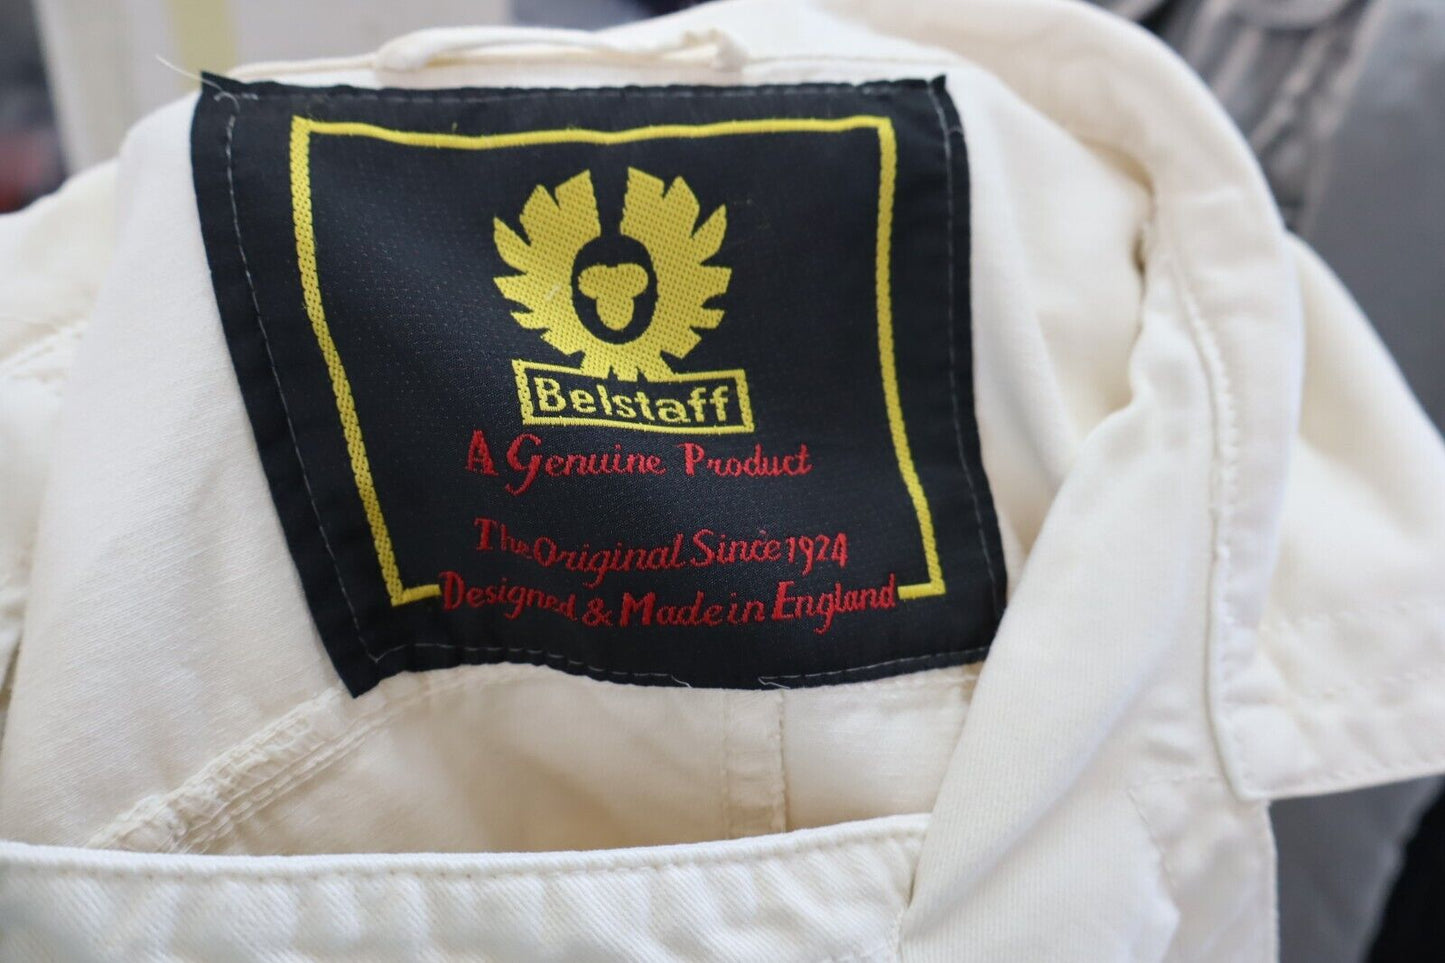 Belstaff
A Genuine Product
The Original Since 1924
Designed & Made in England